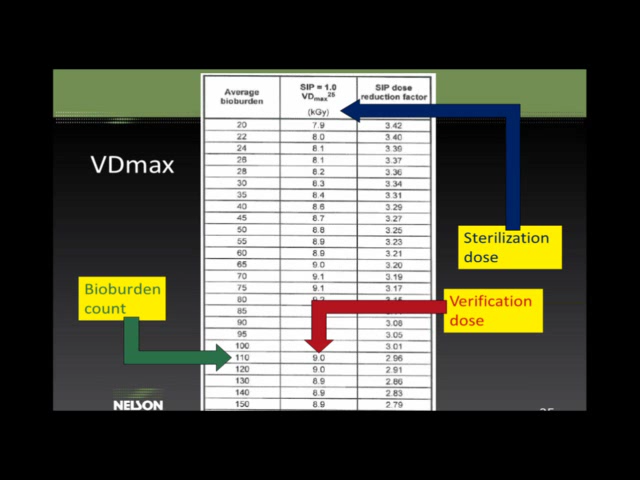 VDmax
Average bioburden
SIP = 1.0 VDmax25 (kGy)
SIP dose reduction factor
20 7.9 3.42
22 8.0 3.40
24 8.1 3.39
26 8.1 3.37
28 8.2 3.36
30 8.3 3.34
35 8.4 3.31
40 8.6 3.29
45 8.7 3.27
50 8.8 3.25
55 8.9 3.23
60 8.9 3.21
65 9.0 3.20
70 9.1 3.19
75 9.1 3.17
80
85
90 3.08
95 3.05
100 3.01
110 9.0 2.96
120 9.0 2.91
130 8.9 2.86
140 8.9 2.83
150 8.9 2.79
Sterilization
dose
Verification
dose
Bioburden
count
NELSON